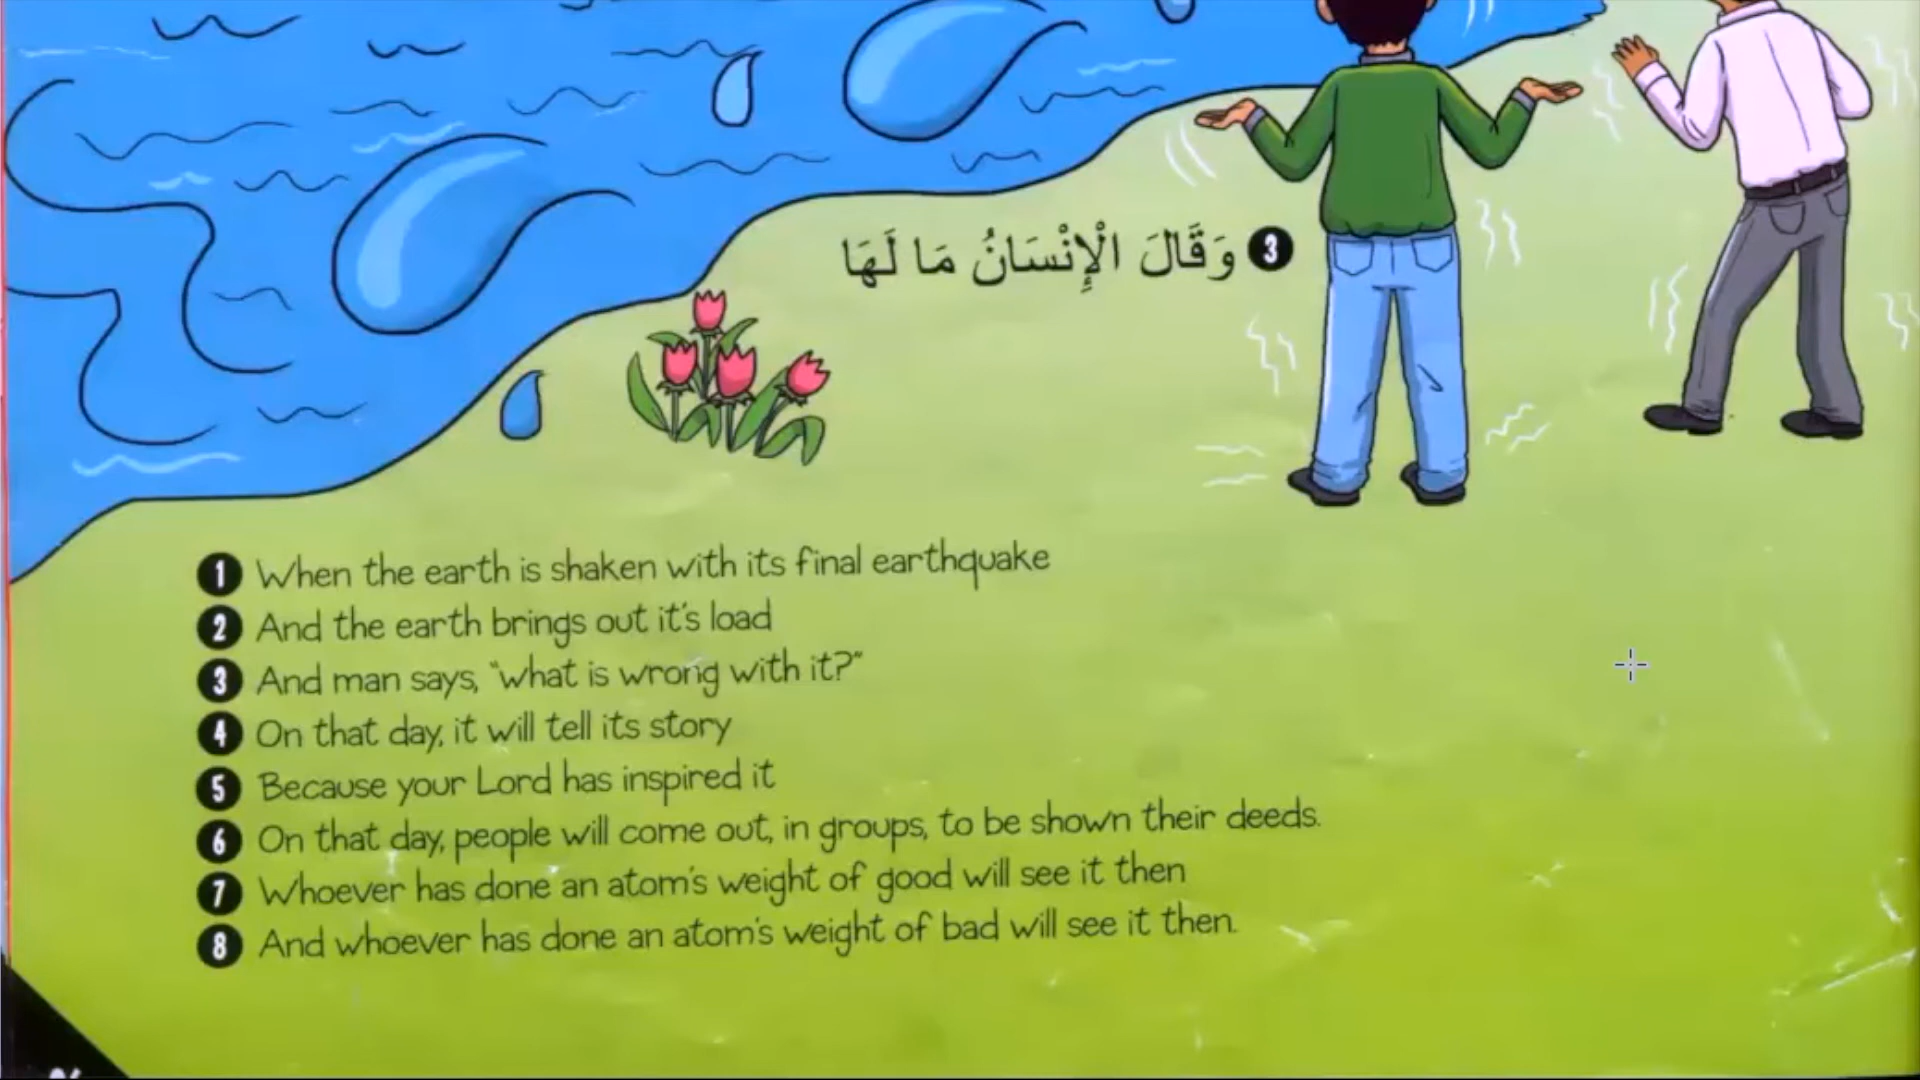 3 وَقَالَ الْإِنْسَانُ مَا لَهَا
1 When the earth is shaken with its final earthquake
2 And the earth brings out it's load
3 And man says, "what is wrong with it?"
4 On that day, it will tell its story
5 Because your Lord has inspired it
6 On that day, people will come out, in groups, to be shown their deeds.
7 Whoever has done an atom's weight of good will see it then
8 And whoever has done an atom's weight of bad will see it then.